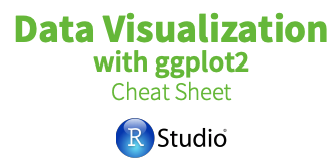 Data Visualization
with ggplot2
Cheat Sheet
R Studio®